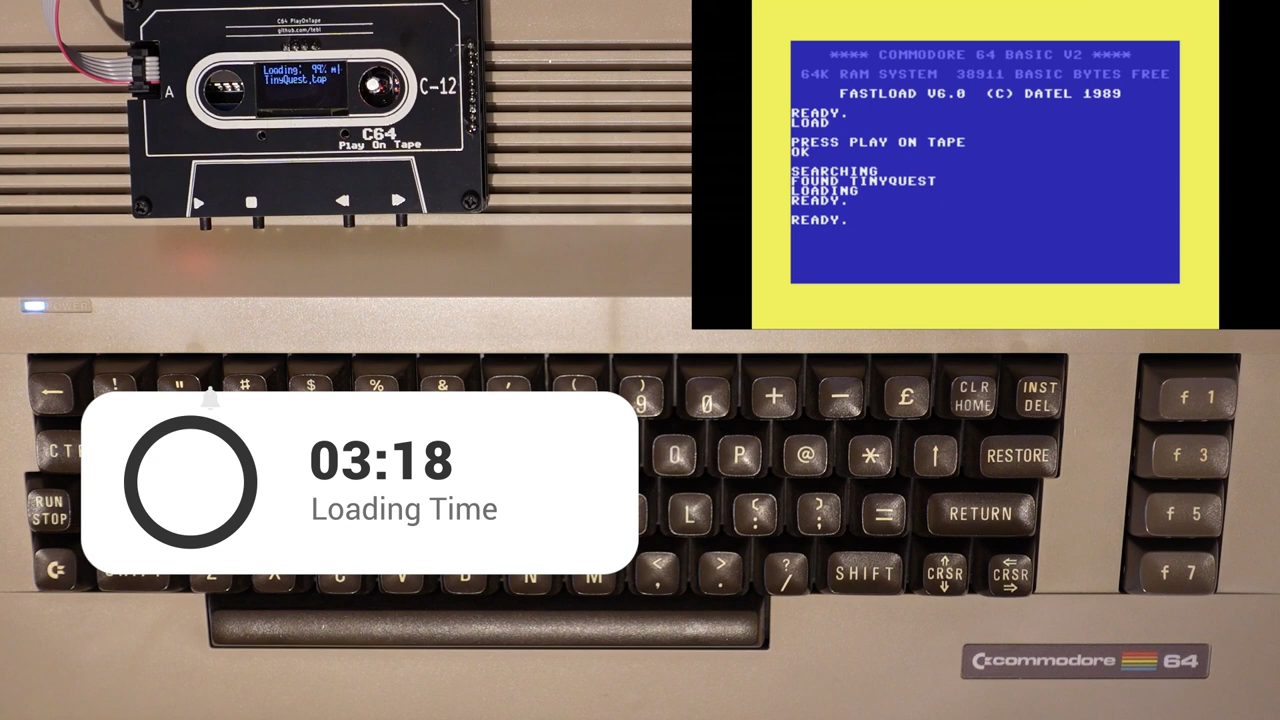 C64 PlayOnTape
github.com/tebl
Loading: 99%
TinyQuest.tap
A
C-12
C64
Play On Tape
**** COMMODORE 64 BASIC V2 ****
64K RAM SYSTEM 38911 BASIC BYTES FREE
FASTLOAD V6.0 (C) DATEL 1989
READY.
LOAD
PRESS PLAY ON TAPE
OK
SEARCHING
FOUND TINYQUEST
LOADING
READY.
READY.
← ! " # $ % & ' ( ) 9 0 + - £ CLR HOME INST DEL f 1
O P @ * ↑ RESTORE f 3
RUN STOP L [ : ] ; = RETURN f 5
Z X C V B N M < , > . ? / SHIFT ⇑ CRSR ⇓ ⇐ CRSR ⇒ f 7
03:18
Loading Time
commodore 64